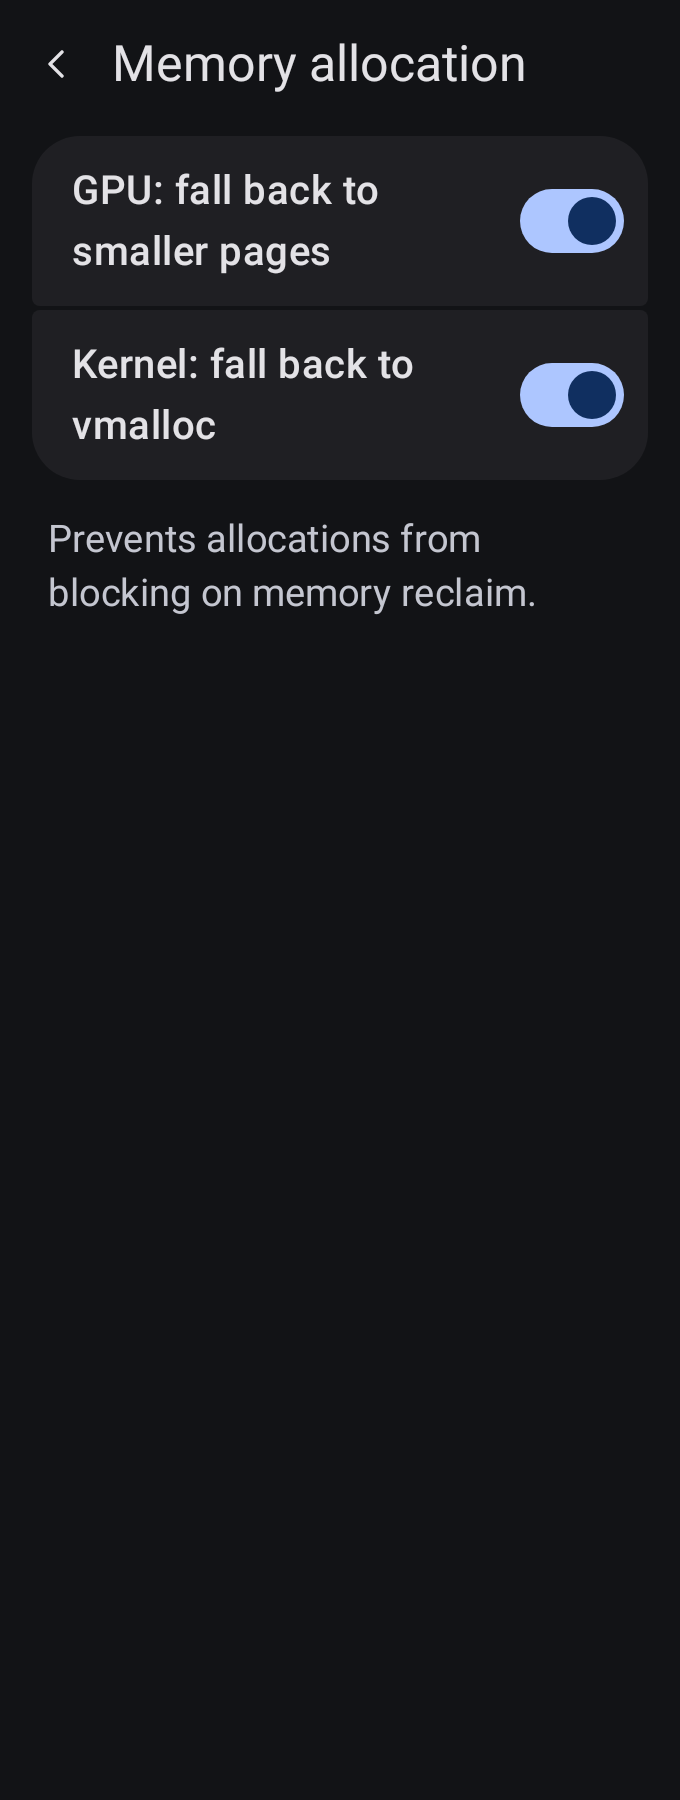 Memory allocation
GPU: fall back to
smaller pages
Kernel: fall back to
vmalloc
Prevents allocations from
blocking on memory reclaim.